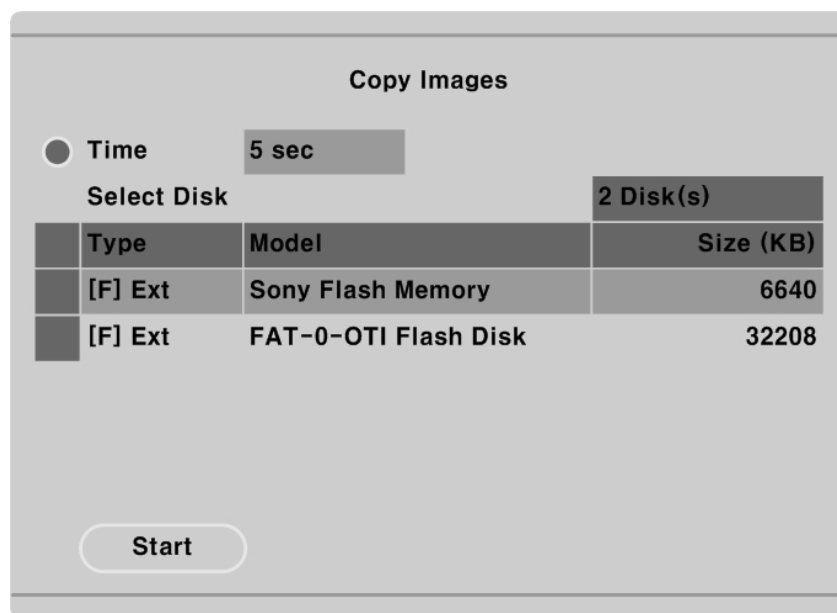 Copy Images
Time 5 sec
Select Disk 2 Disk(s)
Type Model Size (KB)
[F] Ext Sony Flash Memory 6640
[F] Ext FAT-0-OTI Flash Disk 32208
Start